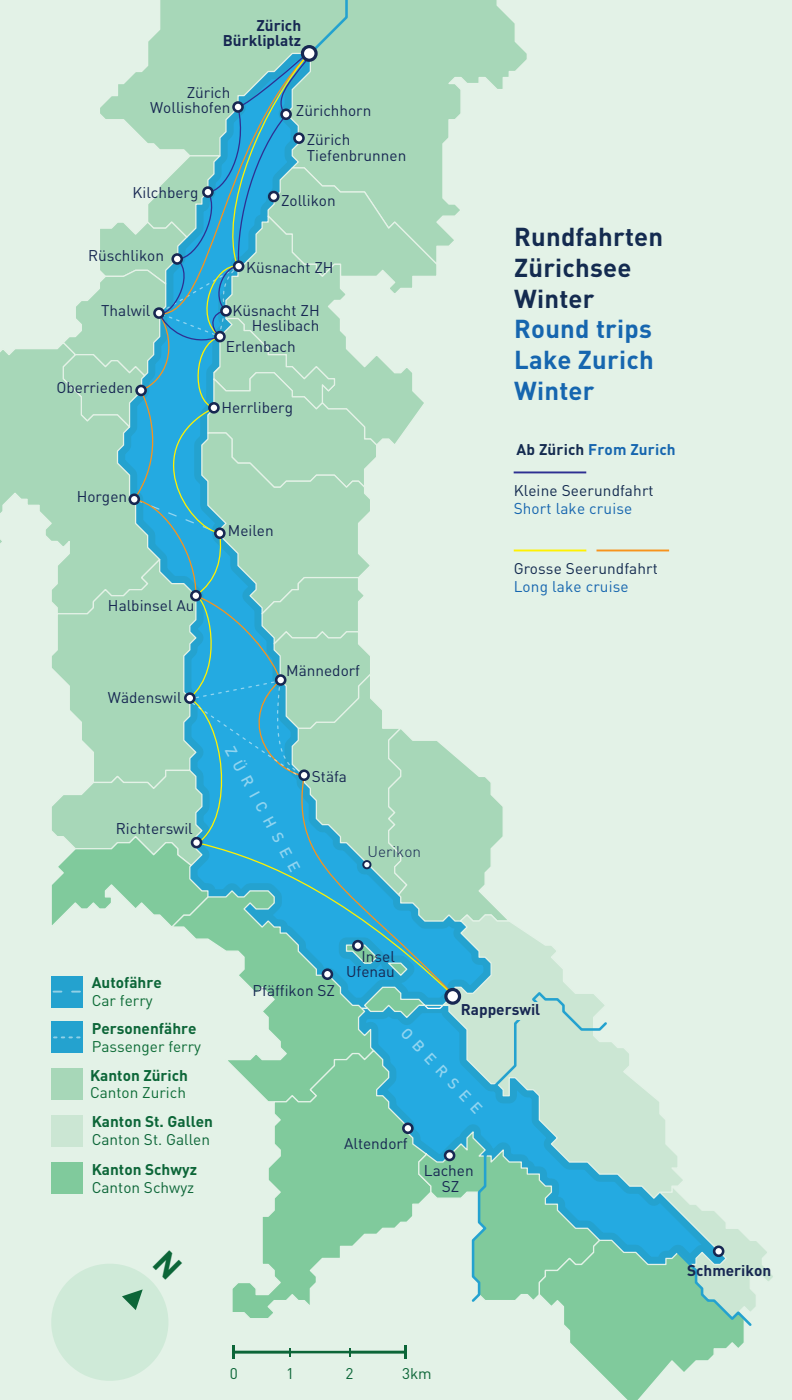 Zürich
Bürkliplatz
Zürich
Wollishofen
Zürichhorn
Zürich
Tiefenbrunnen
Kilchberg
Zollikon
Rüschlikon
Küsnacht ZH
Thalwil
Küsnacht ZH
Heslibach
Erlenbach
Oberrieden
Herrliberg
Horgen
Meilen
Halbinsel Au
Männedorf
Wädenswil
ZÜRICHSEE
Stäfa
Richterswil
Uerikon
Insel
Ufenau
Pfäffikon SZ
Rapperswil
OBERSEE
Altendorf
Lachen
SZ
Schmerikon
Rundfahrten
Zürichsee
Winter
Round trips
Lake Zurich
Winter
Ab Zürich From Zurich
Kleine Seerundfahrt
Short lake cruise
Grosse Seerundfahrt
Long lake cruise
Autofähre
Car ferry
Personenfähre
Passenger ferry
Kanton Zürich
Canton Zurich
Kanton St. Gallen
Canton St. Gallen
Kanton Schwyz
Canton Schwyz
N
0 1 2 3km